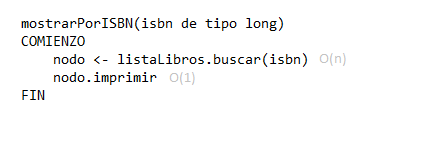 mostrarPorISBN(isbn de tipo long)
COMIENZO
    nodo <- listaLibros.buscar(isbn) O(n)
    nodo.imprimir O(1)
FIN